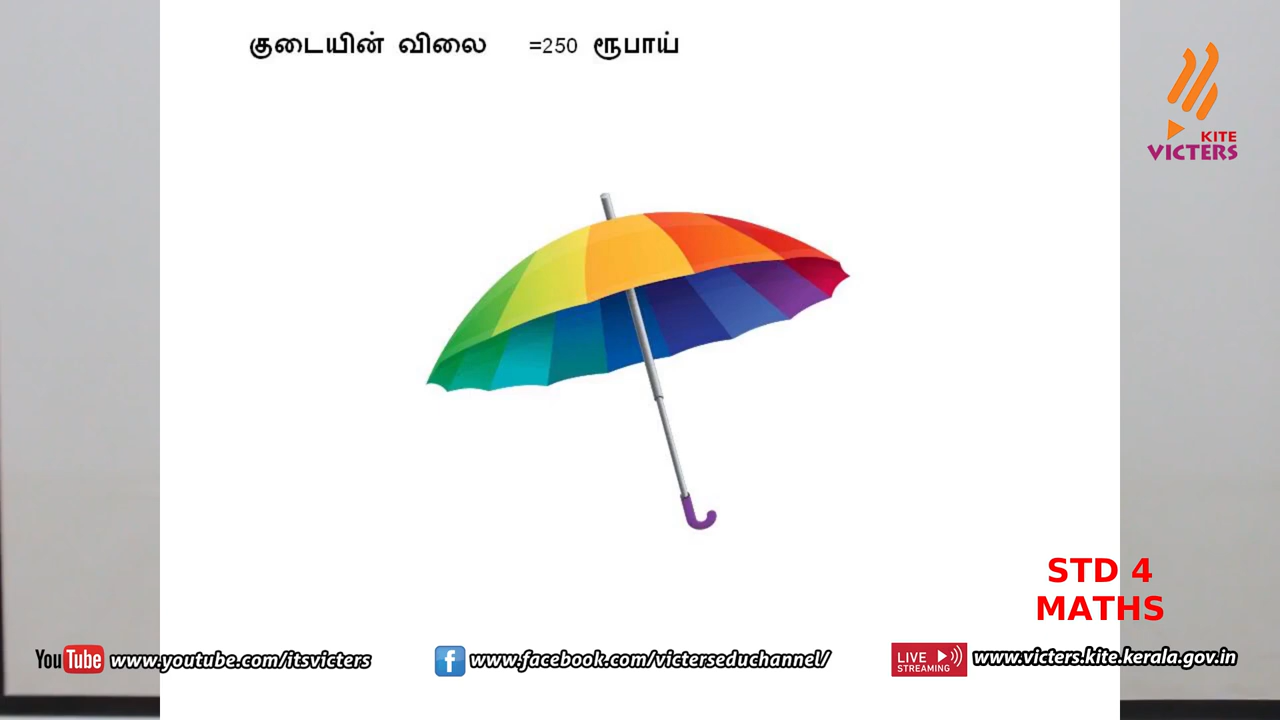 குடையின் விலை =250 ரூபாய்
KITE
VICTERS
STD 4
MATHS
YouTube www.youtube.com/itsvicters
f www.facebook.com/victerseduchannel/
LIVE STREAMING www.victers.kite.kerala.gov.in